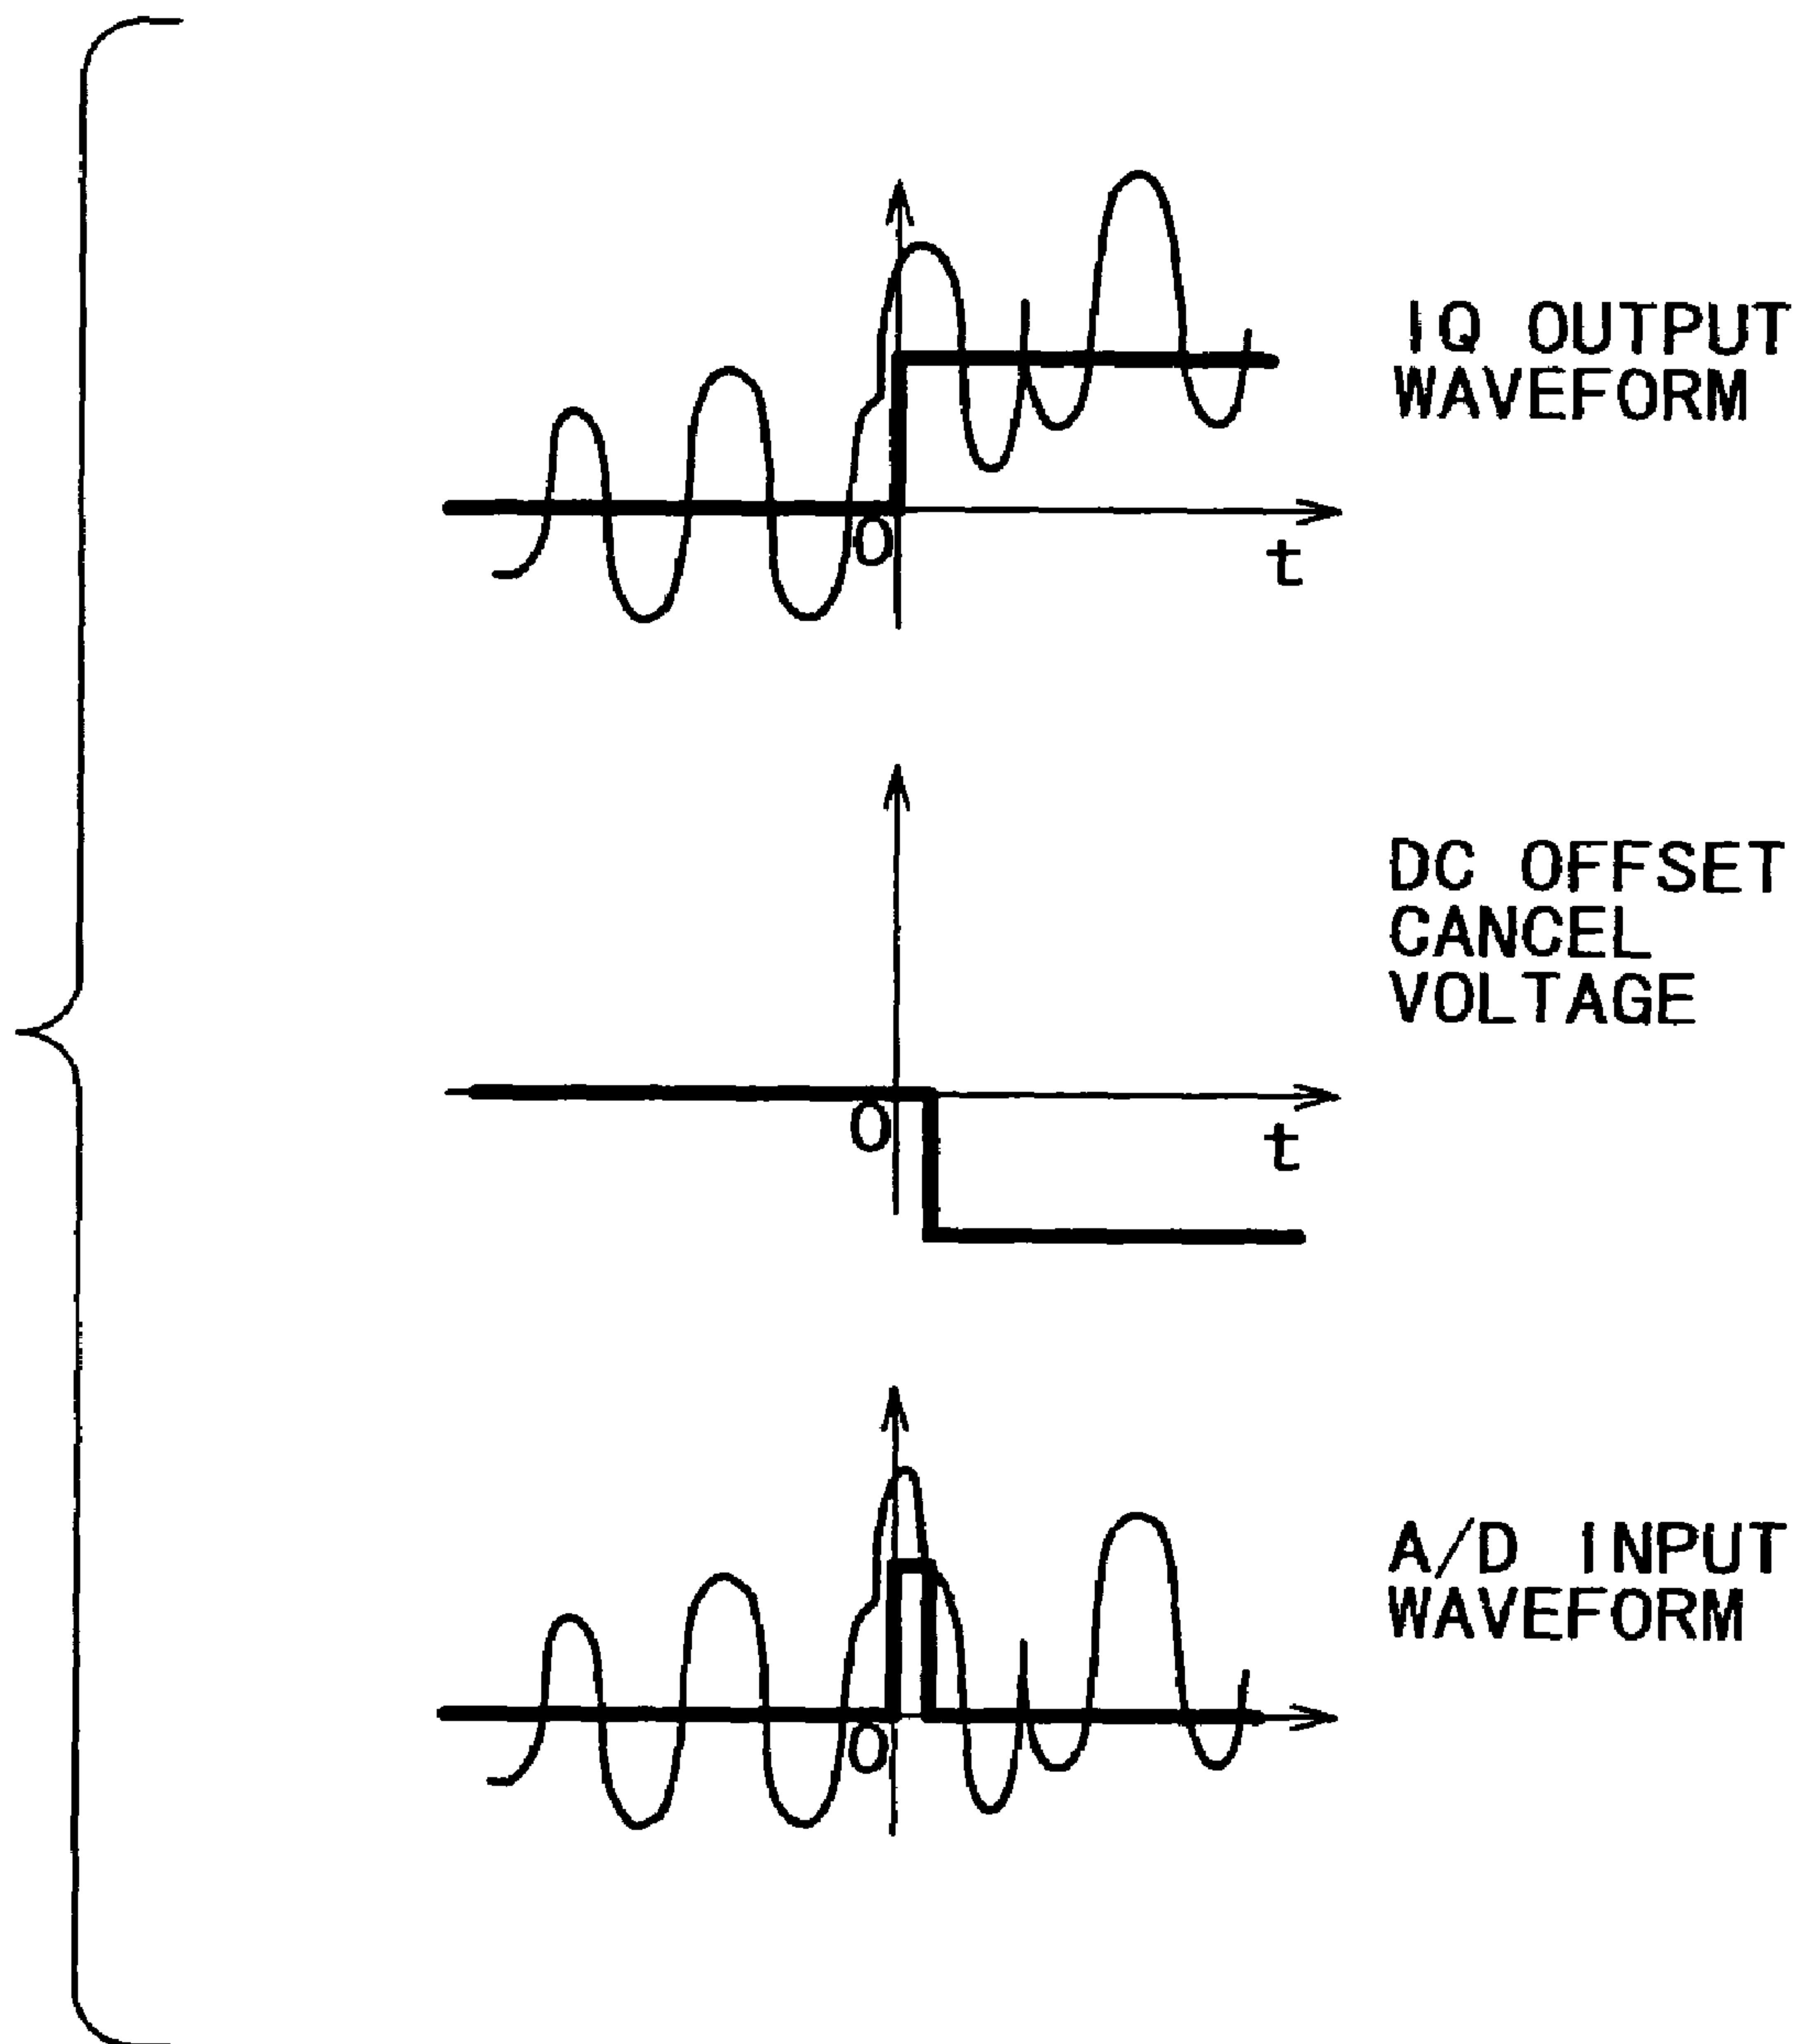 IQ OUTPUT
WAVEFORM
0
t
DC OFFSET
CANCEL
VOLTAGE
0
t
A/D INPUT
WAVEFORM
0